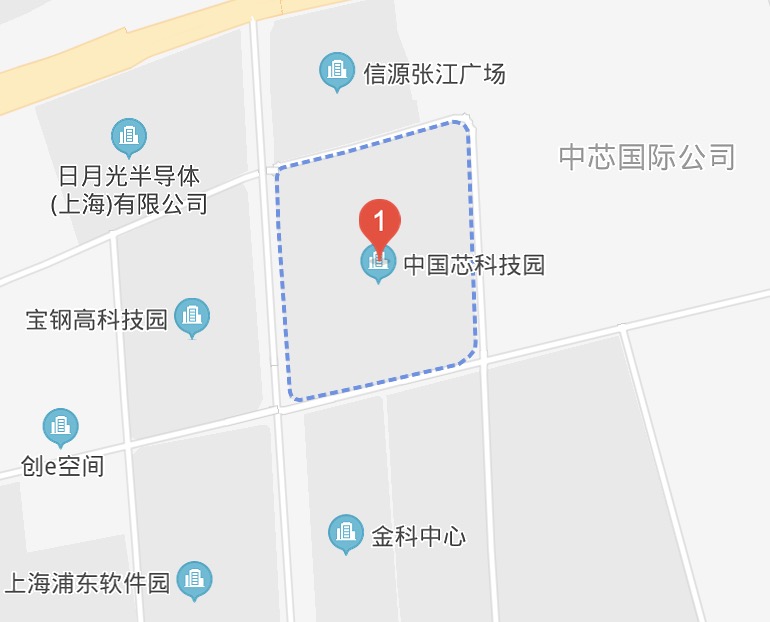 信源张江广场
日月光半导体
(上海)有限公司
中芯国际公司
1
中国芯科技园
宝钢高科技园
创e空间
金科中心
上海浦东软件园